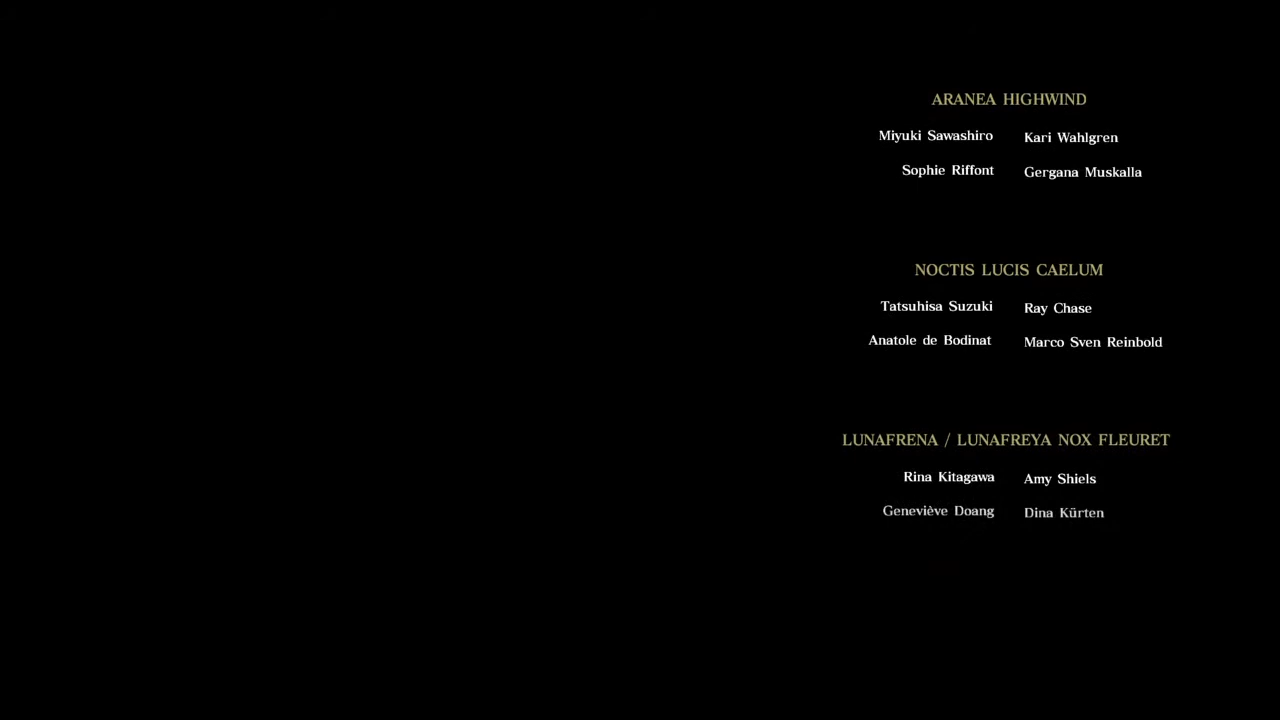 ARANEA HIGHWIND
Miyuki Sawashiro Kari Wahlgren
Sophie Riffont Gergana Muskalla
NOCTIS LUCIS CAELUM
Tatsuhisa Suzuki Ray Chase
Anatole de Bodinat Marco Sven Reinbold
LUNAFRENA / LUNAFREYA NOX FLEURET
Rina Kitagawa Amy Shiels
Geneviève Doang Dina Kürten